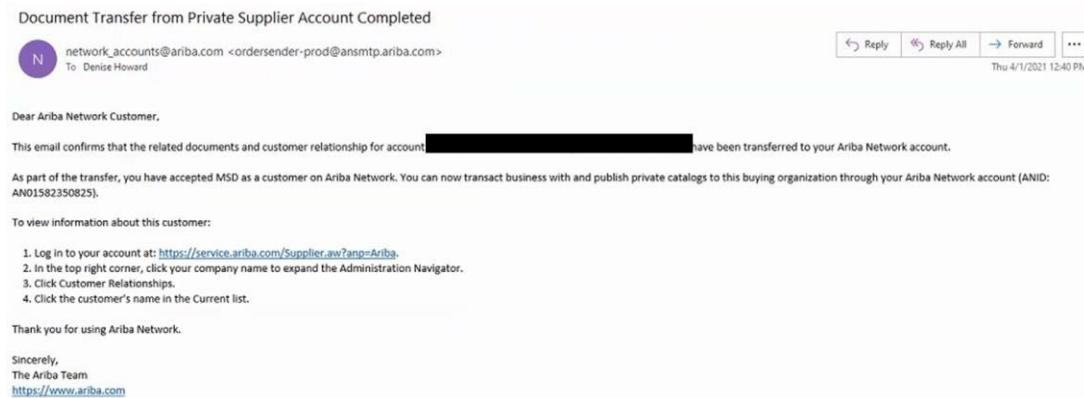 Document Transfer from Private Supplier Account Completed
N
network_accounts@ariba.com <ordersender-prod@ansmtp.ariba.com>
To Denise Howard
Reply
Reply All
Forward
...
Thu 4/1/2021 12:40 PM
Dear Ariba Network Customer,
This email confirms that the related documents and customer relationship for account have been transferred to your Ariba Network account.
As part of the transfer, you have accepted MSD as a customer on Ariba Network. You can now transact business with and publish private catalogs to this buying organization through your Ariba Network account (ANID:
AN01582350825).
To view information about this customer:
1. Log in to your account at: https://service.ariba.com/Supplier.aw?anp=Ariba.
2. In the top right corner, click your company name to expand the Administration Navigator.
3. Click Customer Relationships.
4. Click the customer's name in the Current list.
Thank you for using Ariba Network.
Sincerely,
The Ariba Team
https://www.ariba.com